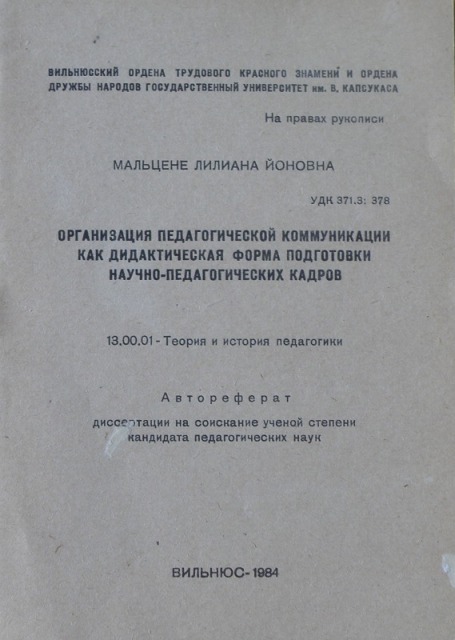 ВИЛЬНЮССКИЙ ОРДЕНА ТРУДОВОГО КРАСНОГО ЗНАМЕНИ И ОРДЕНА
ДРУЖБЫ НАРОДОВ ГОСУДАРСТВЕННЫЙ УНИВЕРСИТЕТ им. В. КАПСУКАСА
На правах рукописи
МАЛЬЦЕНЕ ЛИЛИАНА ЙОНОВНА
УДК 371.3: 378
ОРГАНИЗАЦИЯ ПЕДАГОГИЧЕСКОЙ КОММУНИКАЦИИ
КАК ДИДАКТИЧЕСКАЯ ФОРМА ПОДГОТОВКИ
НАУЧНО-ПЕДАГОГИЧЕСКИХ КАДРОВ
13.00.01 - Теория и история педагогики
Автореферат
диссертации на соискание ученой степени
кандидата педагогических наук
ВИЛЬНЮС-1984